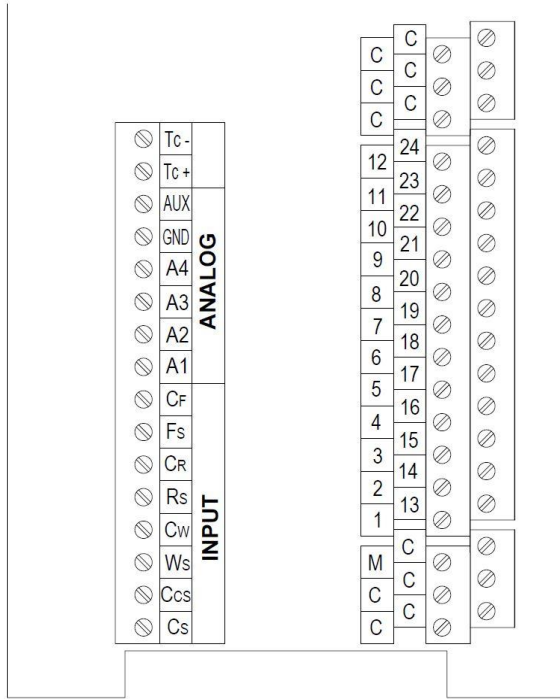 Tc -
Tc +
AUX
GND
A4
A3
A2
A1
CF
Fs
CR
Rs
Cw
Ws
Ccs
Cs
ANALOG
INPUT
C
C
C
12
11
10
9
8
7
6
5
4
3
2
1
M
C
C
C
C
C
24
23
22
21
20
19
18
17
16
15
14
13
C
C
C